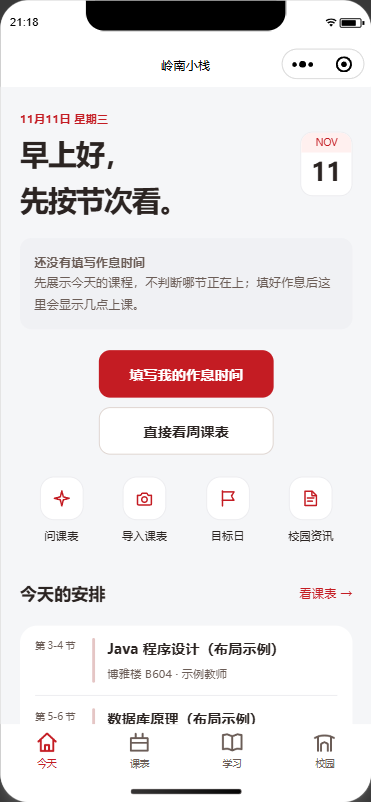 21:18
岭南小栈
11月11日 星期三
早上好，
先按节次看。
NOV
11
还没有填写作息时间
先展示今天的课程，不判断哪节正在上；填好作息后这
里会显示几点上课。
填写我的作息时间
直接看周课表
问课表
导入课表
目标日
校园资讯
今天的安排
看课表 →
第 3-4 节
Java 程序设计（布局示例）
博雅楼 B604 · 示例教师
第 5-6 节
数据库原理（布局示例）
今天
课表
学习
校园